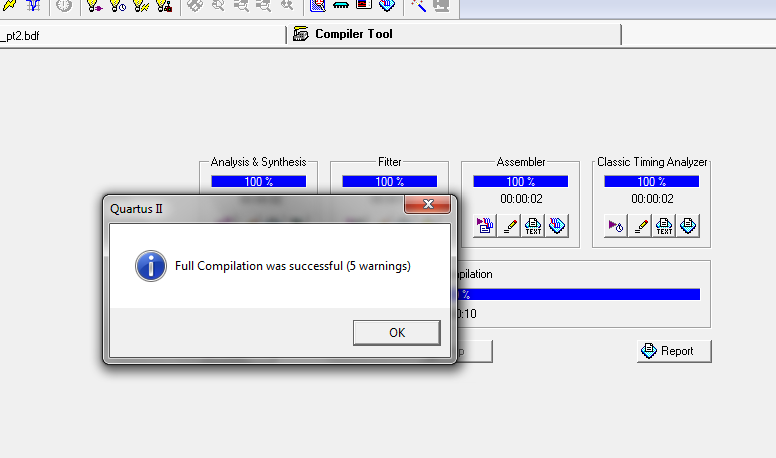 _pt2.bdf
Compiler Tool
Analysis & Synthesis
Fitter
Assembler
Classic Timing Analyzer
100 %
100 %
100 %
100 %
00:00:02
00:00:02
TEXT
TEXT
Quartus II
Full Compilation was successful (5 warnings)
OK
pilation
%
0:10
p
Report